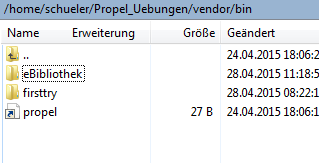 /home/schueler/Propel_Uebungen/vendor/bin
Name Erweiterung Größe Geändert
.. 24.04.2015 18:06:2
eBibliothek 28.04.2015 11:18:5
firsttry 28.04.2015 08:22:1
propel 27 B 24.04.2015 18:06:1